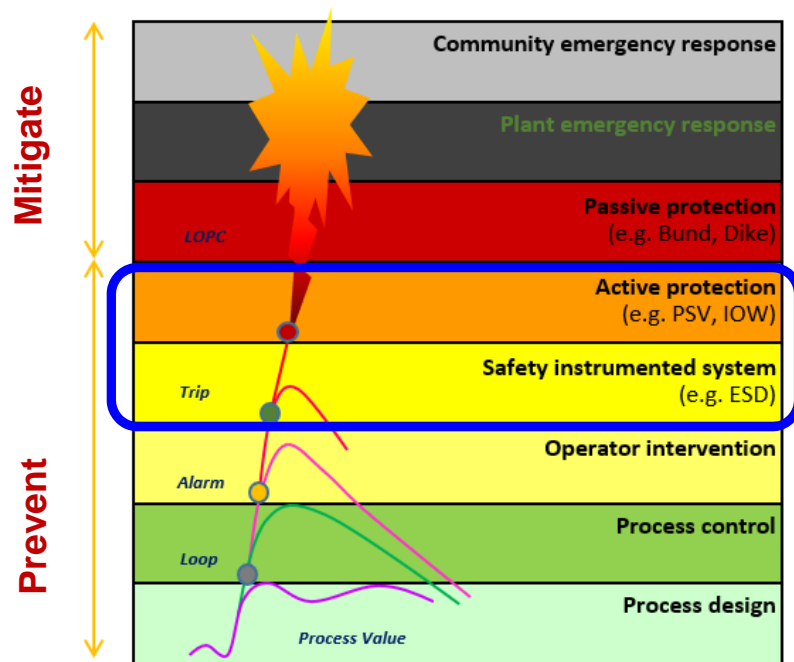 Mitigate
Prevent
Community emergency response
Plant emergency response
Passive protection
(e.g. Bund, Dike)
LOPC
Active protection
(e.g. PSV, IOW)
Safety instrumented system
(e.g. ESD)
Trip
Operator intervention
Alarm
Process control
Loop
Process design
Process Value